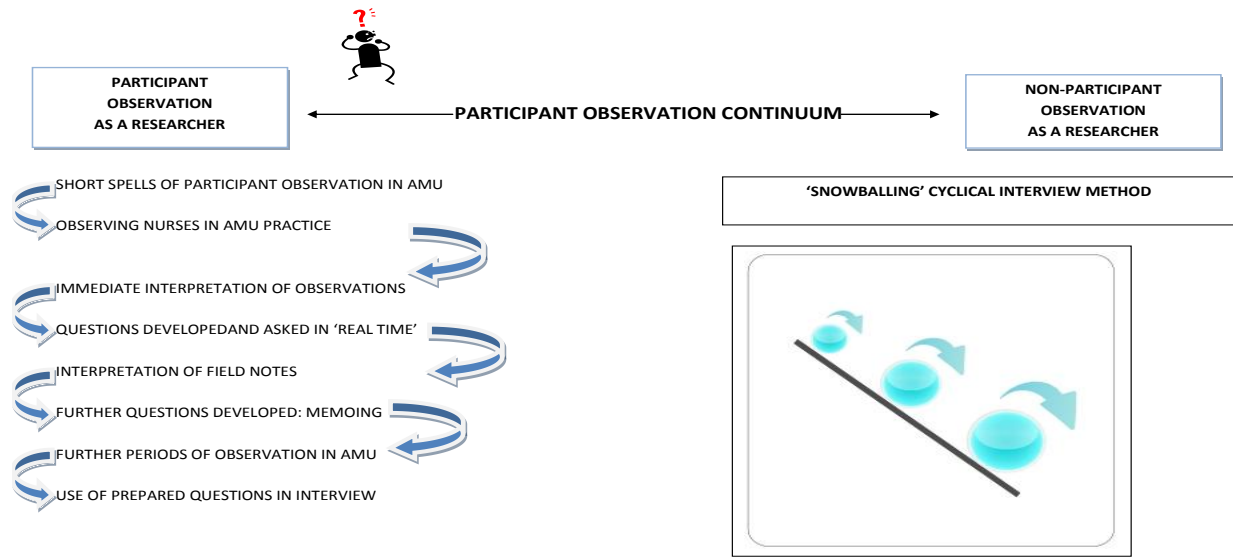 ?
PARTICIPANT
OBSERVATION
AS A RESEARCHER
PARTICIPANT OBSERVATION CONTINUUM
NON-PARTICIPANT
OBSERVATION
AS A RESEARCHER
SHORT SPELLS OF PARTICIPANT OBSERVATION IN AMU
OBSERVING NURSES IN AMU PRACTICE
IMMEDIATE INTERPRETATION OF OBSERVATIONS
QUESTIONS DEVELOPEDAND ASKED IN ‘REAL TIME’
INTERPRETATION OF FIELD NOTES
FURTHER QUESTIONS DEVELOPED: MEMOING
FURTHER PERIODS OF OBSERVATION IN AMU
USE OF PREPARED QUESTIONS IN INTERVIEW
‘SNOWBALLING’ CYCLICAL INTERVIEW METHOD